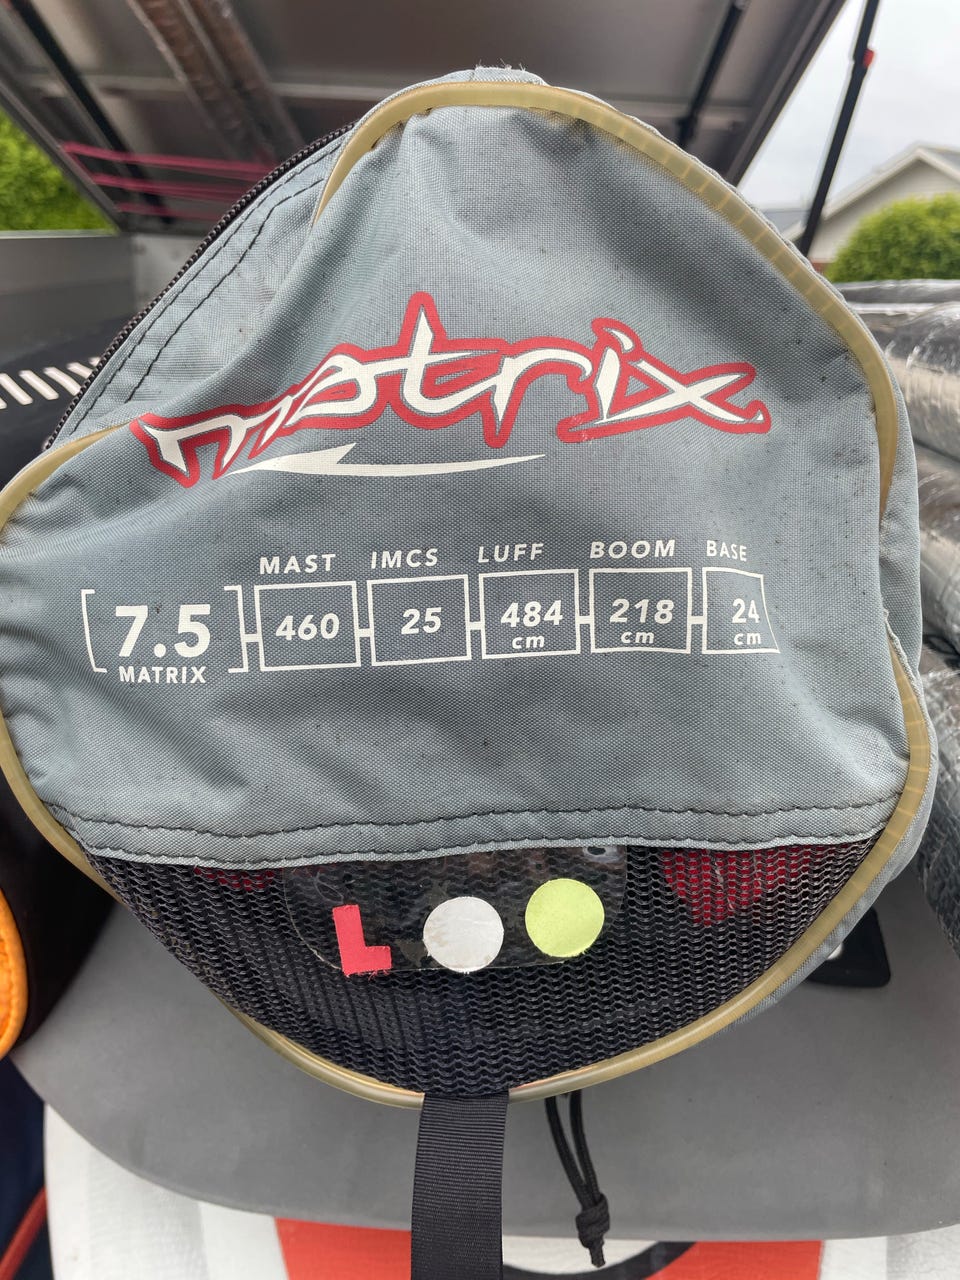 matrix
MAST IMCS LUFF BOOM BASE
7.5 460 25 484 218 24
cm cm cm
MATRIX
L